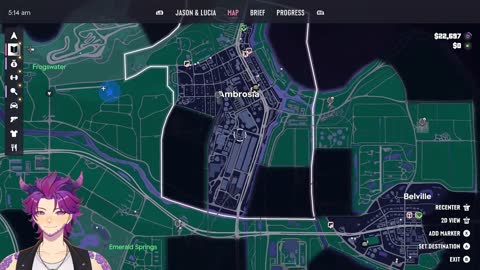 5:14 am
JASON & LUCIA
MAP
BRIEF
PROGRESS
$22,697
$0
Frogswater
Ambrosia
Belville
Emerald Springs
RECENTER
2D VIEW
ADD MARKER
SET DESTINATION
EXIT